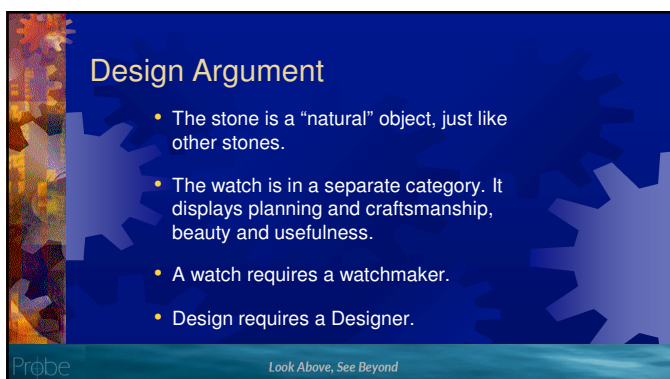 Design Argument
• The stone is a “natural” object, just like
other stones.
• The watch is in a separate category. It
displays planning and craftsmanship,
beauty and usefulness.
• A watch requires a watchmaker.
• Design requires a Designer.
Probe
Look Above, See Beyond